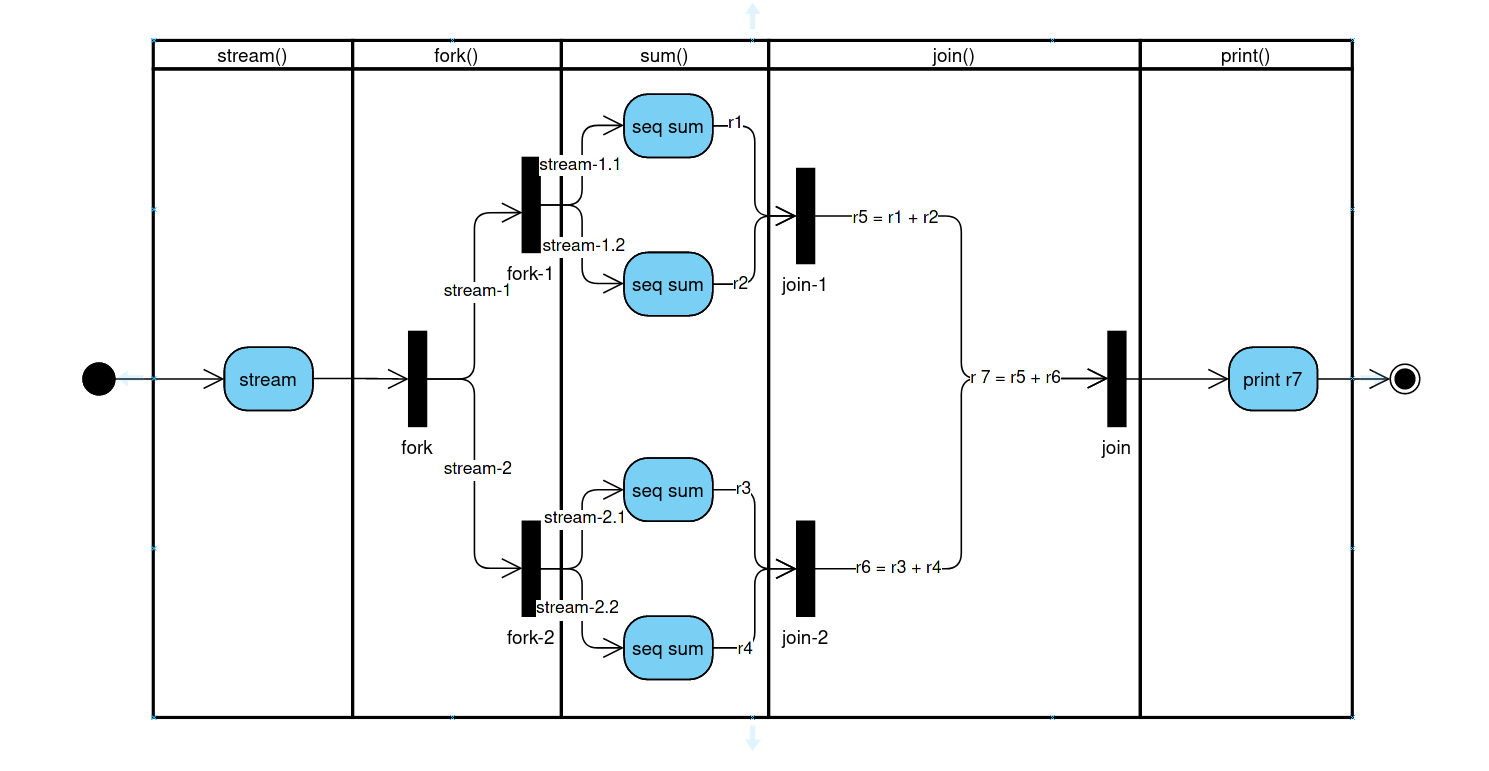 stream()
fork()
sum()
join()
print()
seq sum
r1
stream-1.1
r5 = r1 + r2
stream-1.2
fork-1
seq sum
r2
join-1
stream-1
stream
r 7 = r5 + r6
print r7
fork
join
stream-2
seq sum
r3
stream-2.1
r6 = r3 + r4
stream-2.2
fork-2
join-2
seq sum
r4